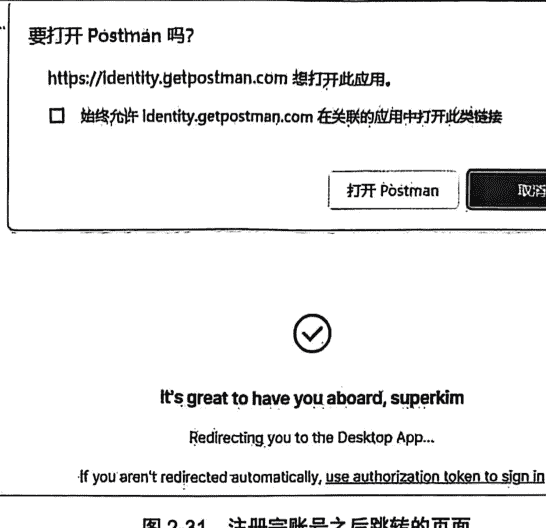 要打开 Postman 吗?
https://identity.getpostman.com 想打开此应用。
始终允许 identity.getpostman.com 在关联的应用中打开此类链接
打开 Postman
取消
It's great to have you aboard, superkim
Redirecting you to the Desktop App...
If you aren't redirected automatically, use authorization token to sign in
图 2-31 注册完账号之后跳转的页面